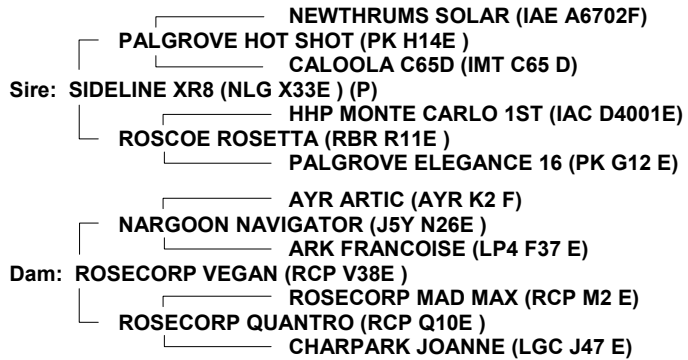 NEWTHRUMS SOLAR (IAE A6702F)
PALGROVE HOT SHOT (PK H14E )
CALOOLA C65D (IMT C65 D)
Sire: SIDELINE XR8 (NLG X33E ) (P)
HHP MONTE CARLO 1ST (IAC D4001E)
ROSCOE ROSETTA (RBR R11E )
PALGROVE ELEGANCE 16 (PK G12 E)
AYR ARTIC (AYR K2 F)
NARGOON NAVIGATOR (J5Y N26E )
ARK FRANCOISE (LP4 F37 E)
Dam: ROSECORP VEGAN (RCP V38E )
ROSECORP MAD MAX (RCP M2 E)
ROSECORP QUANTRO (RCP Q10E )
CHARPARK JOANNE (LGC J47 E)